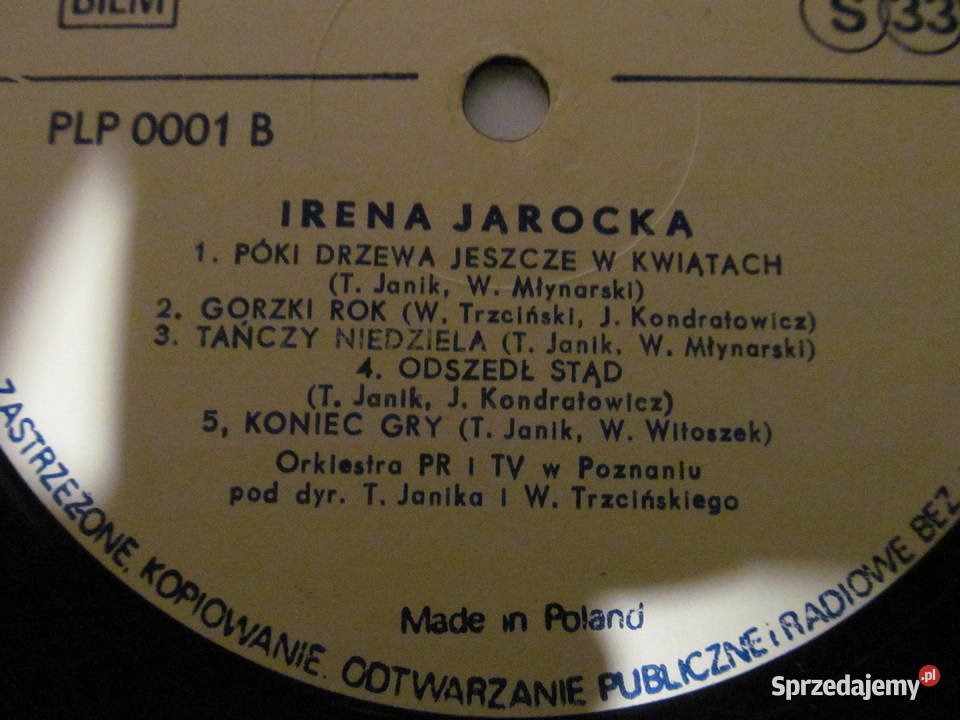 BIEM
S 33
PLP 0001 B
IRENA JAROCKA
1. PÓKI DRZEWA JESZCZE W KWIATACH
(T. Janik, W. Młynarski)
2. GORZKI ROK (W. Trzciński, J. Kondratowicz)
3. TAŃCZY NIEDZIELA (T. Janik, W. Młynarski)
4. ODSZEDŁ STĄD
(T. Janik, J. Kondratowicz)
5, KONIEC GRY (T. Janik, W. Witoszek)
Orkiestra PR i TV w Poznaniu
pod dyr. T. Janika i W. Trzcińskiego
Made in Poland
ZASTRZEŻONE, KOPIOWANIE. ODTWARZANIE PUBLICZNE i RADIOWE BEZ
Sprzedajemy.pl